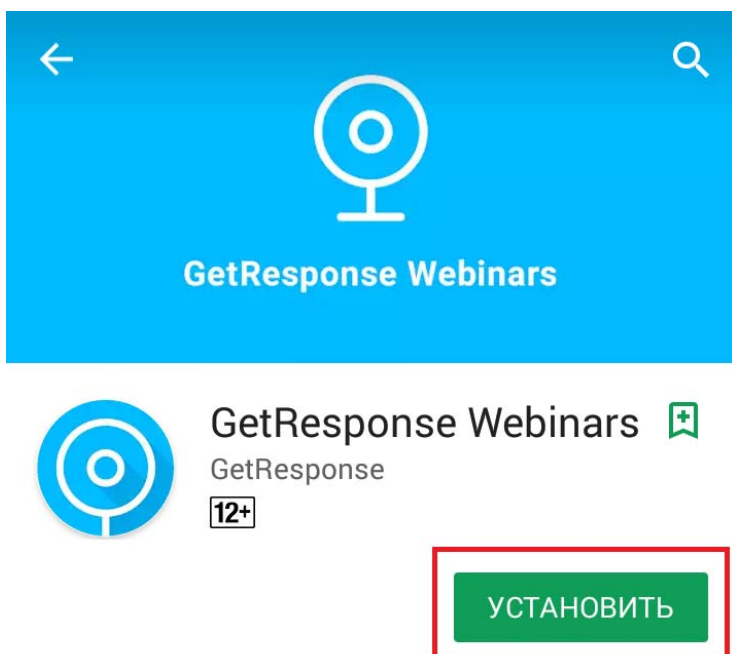 GetResponse Webinars
GetResponse Webinars
GetResponse
12+
УСТАНОВИТЬ